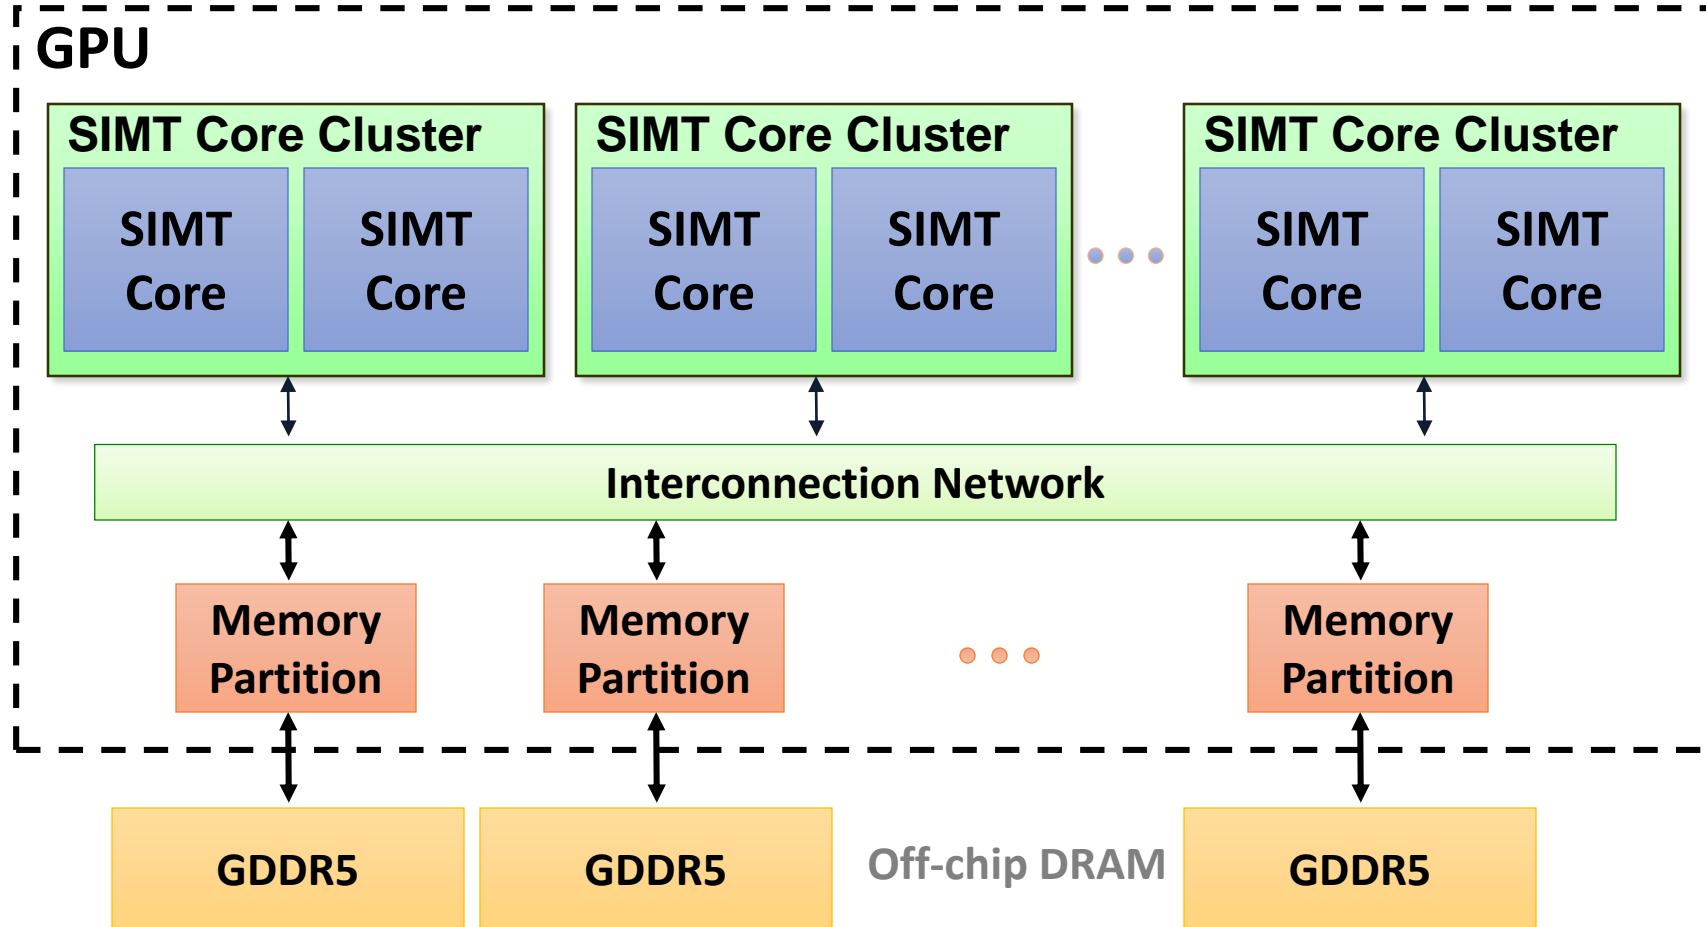 GPU
SIMT Core Cluster
SIMT
Core
SIMT
Core
SIMT Core Cluster
SIMT
Core
SIMT
Core
SIMT Core Cluster
SIMT
Core
SIMT
Core
Interconnection Network
Memory
Partition
Memory
Partition
Memory
Partition
GDDR5
GDDR5
Off-chip DRAM
GDDR5